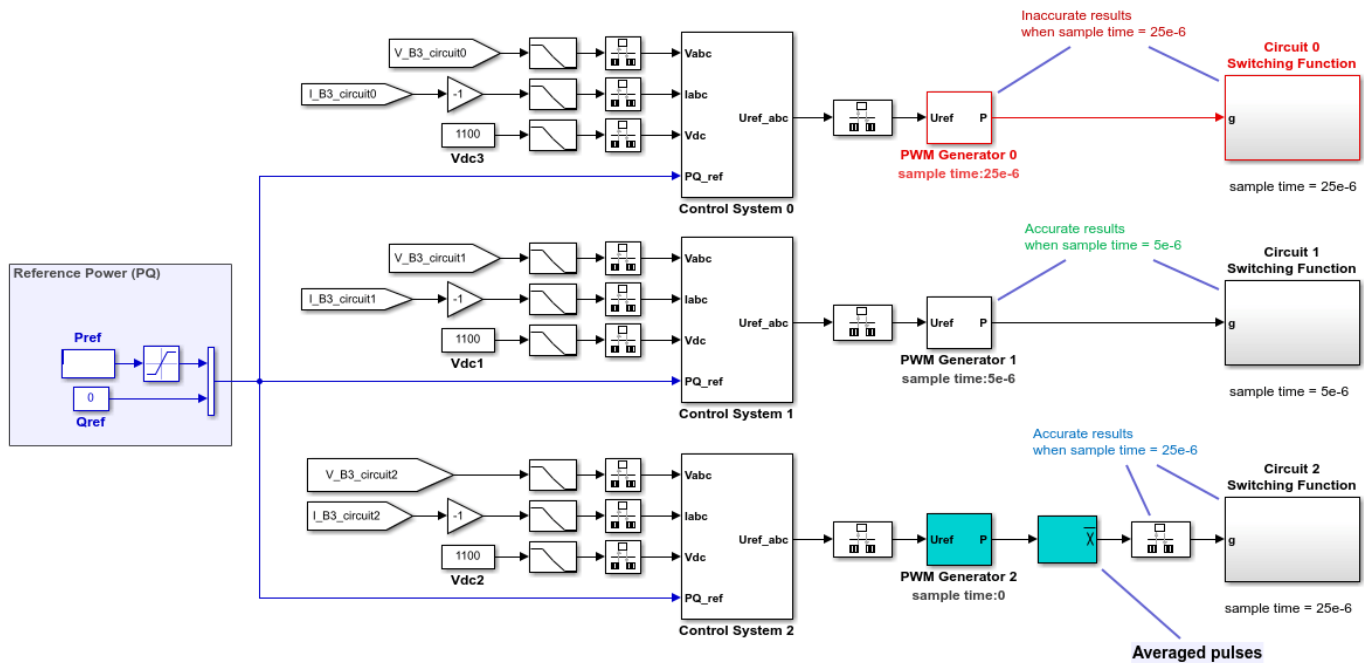 Inaccurate results
when sample time = 25e-6
Circuit 0
Switching Function
V_B3_circuit0
Vabc
I_B3_circuit0
-1
Iabc
Uref_abc
Uref
P
g
1100
Vdc
Vdc3
PWM Generator 0
sample time:25e-6
PQ_ref
sample time = 25e-6
Control System 0
Accurate results
when sample time = 5e-6
Circuit 1
Switching Function
V_B3_circuit1
Vabc
Reference Power (PQ)
I_B3_circuit1
-1
Iabc
Uref_abc
Uref
P
g
1100
Vdc
Pref
Vdc1
PWM Generator 1
sample time:5e-6
PQ_ref
sample time = 5e-6
0
Qref
Control System 1
Accurate results
when sample time = 25e-6
Circuit 2
Switching Function
V_B3_circuit2
Vabc
I_B3_circuit2
-1
Iabc
Uref_abc
Uref
P
X
g
1100
Vdc
Vdc2
PWM Generator 2
sample time:0
PQ_ref
sample time = 25e-6
Control System 2
Averaged pulses